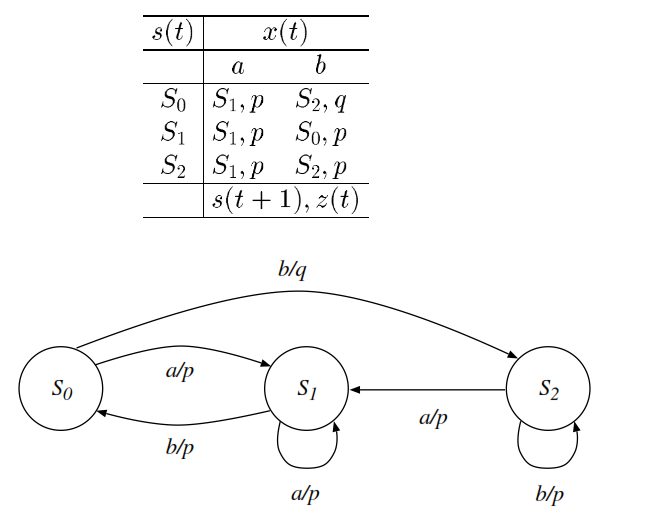 s(t) x(t)
a b
S₀ S₁, p S₂, q
S₁ S₁, p S₀, p
S₂ S₁, p S₂, p
s(t + 1), z(t)
b/q
a/p
S₀ S₁ S₂
a/p
b/p
a/p b/p